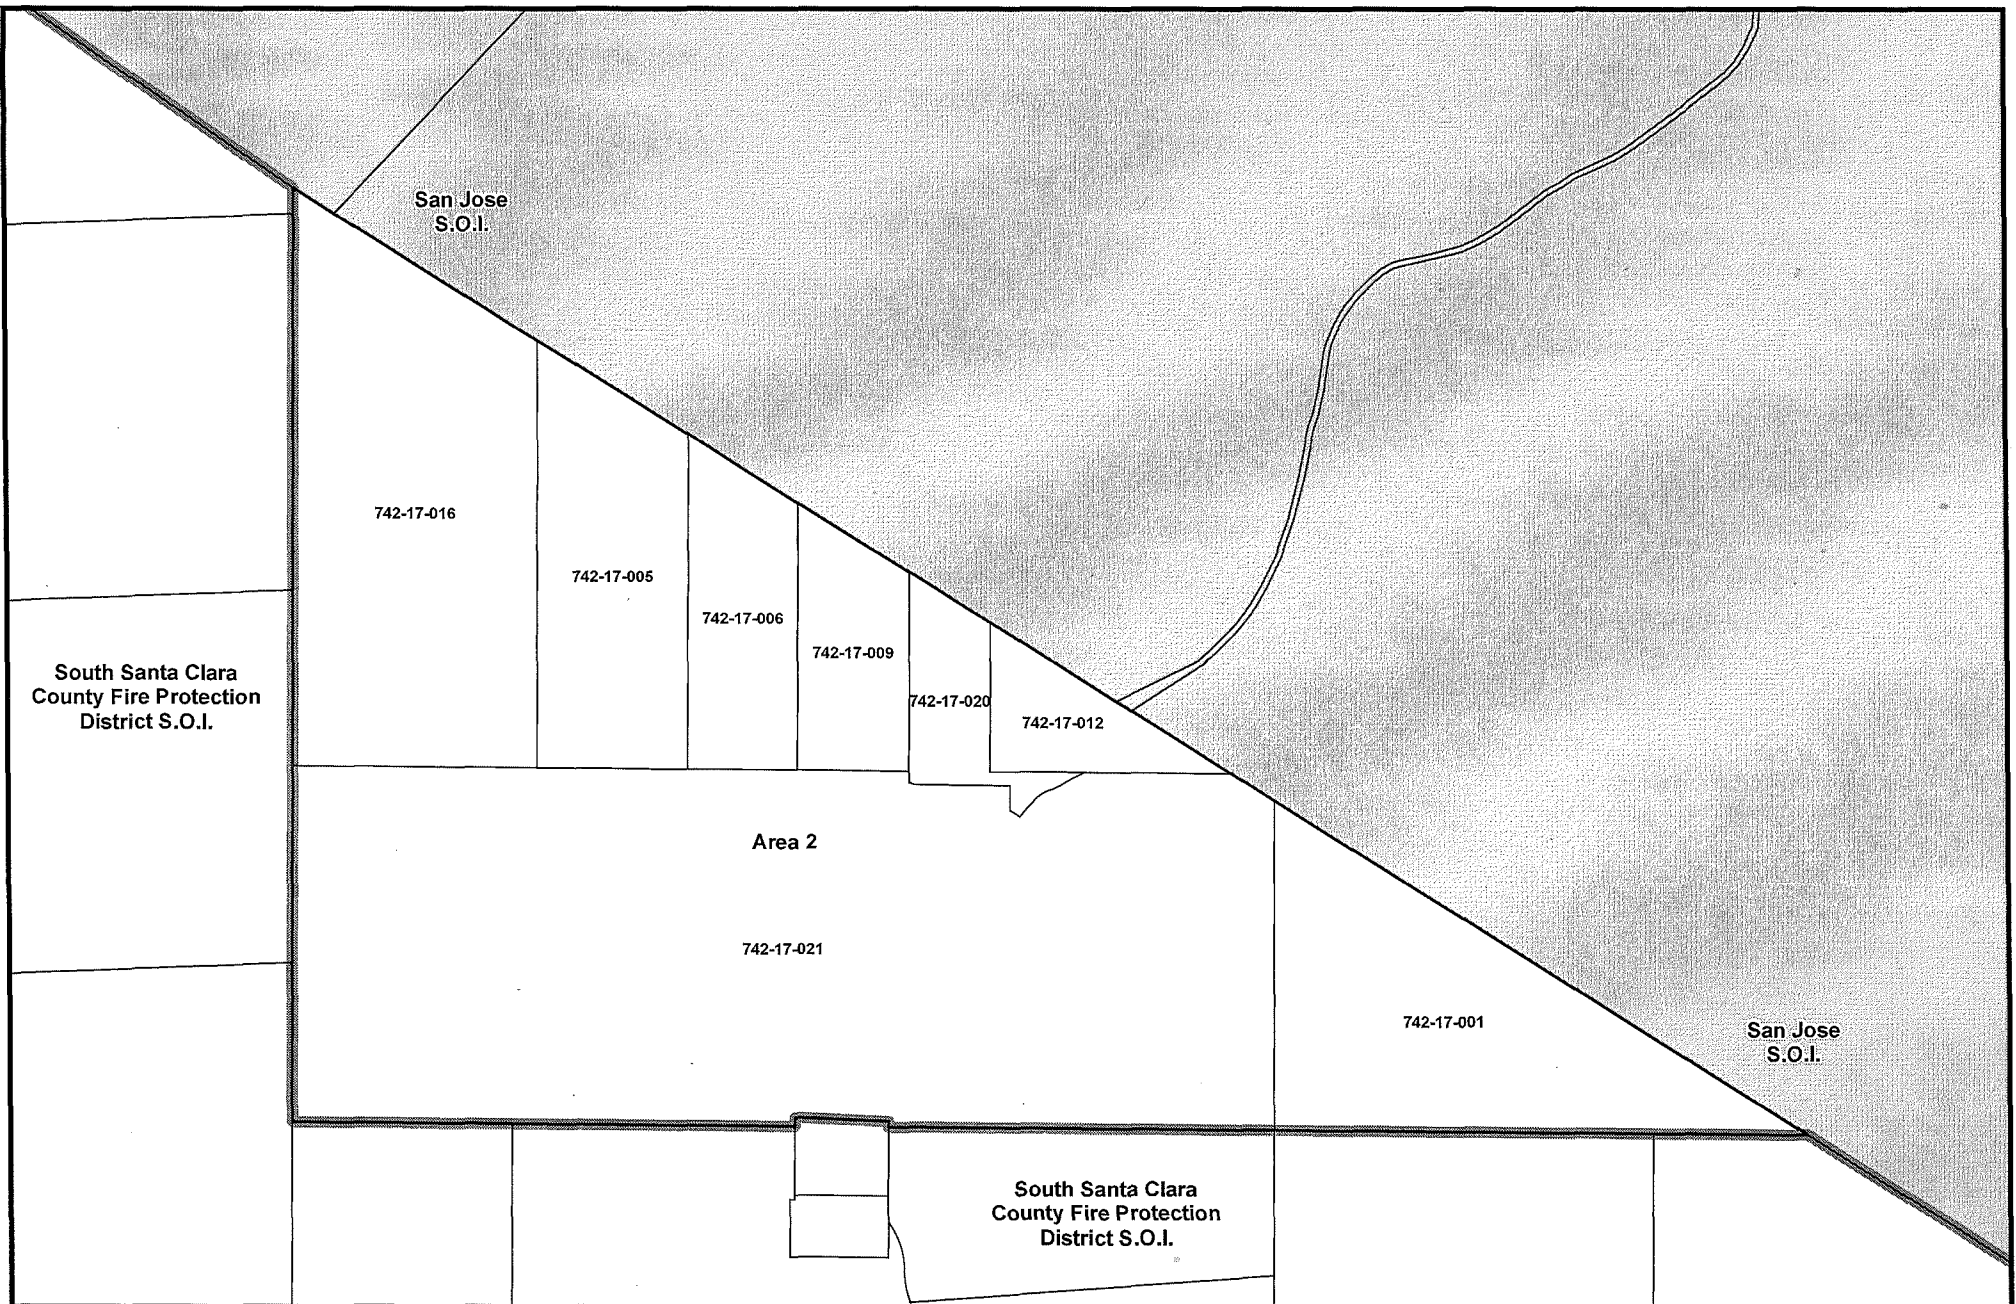 San Jose
S.O.I.
742-17-016
742-17-005
742-17-006
742-17-009
742-17-020
742-17-012
South Santa Clara
County Fire Protection
District S.O.I.
Area 2
742-17-021
742-17-001
San Jose
S.O.I.
South Santa Clara
County Fire Protection
District S.O.I.